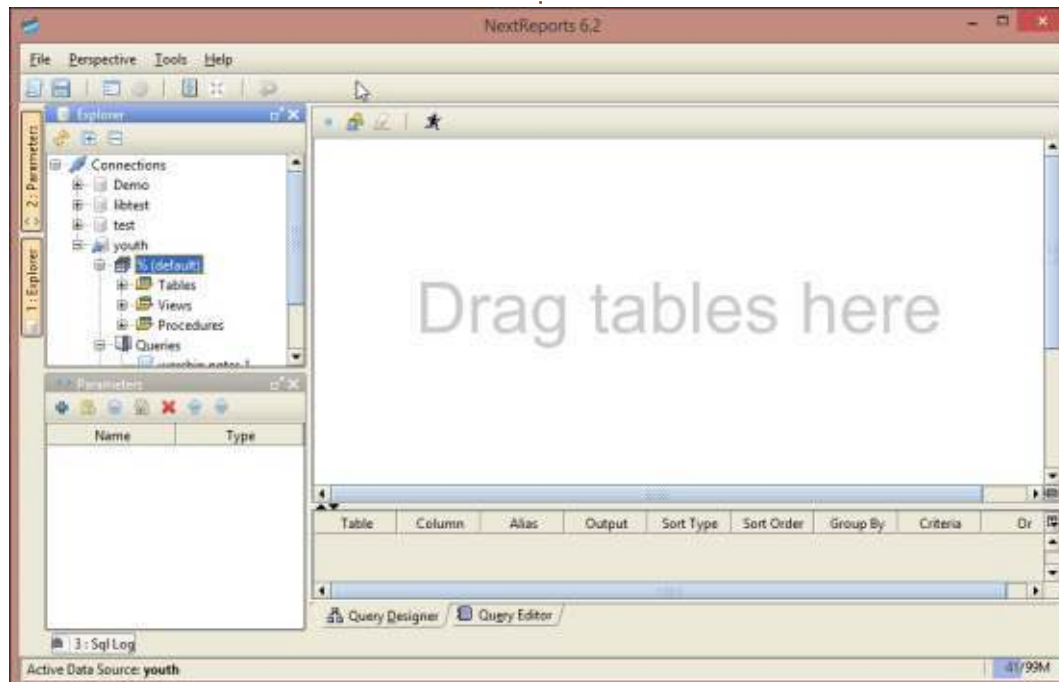 NextReports 6.2
File Perspective Tools Help
Explorer
2 : Parameters
1 : Explorer
Connections
Demo
libtest
test
youth
% (default)
Tables
Views
Procedures
Queries
Drag tables here
Parameters
Name Type
Table Column Alias Output Sort Type Sort Order Group By Criteria Or
Query Designer Query Editor
3 : Sql Log
Active Data Source: youth
41/99M